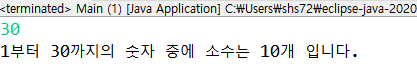 <terminated> Main (1) [Java Application] C:₩Users₩shs72₩eclipse-java-2020
30
1부터 30까지의 숫자 중에 소수는 10개 입니다.